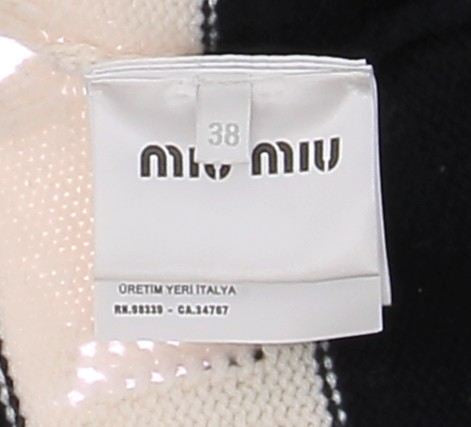 38
MIU MIU
ÜRETIM YERİ İTALYA
RN.98339 - CA.34767